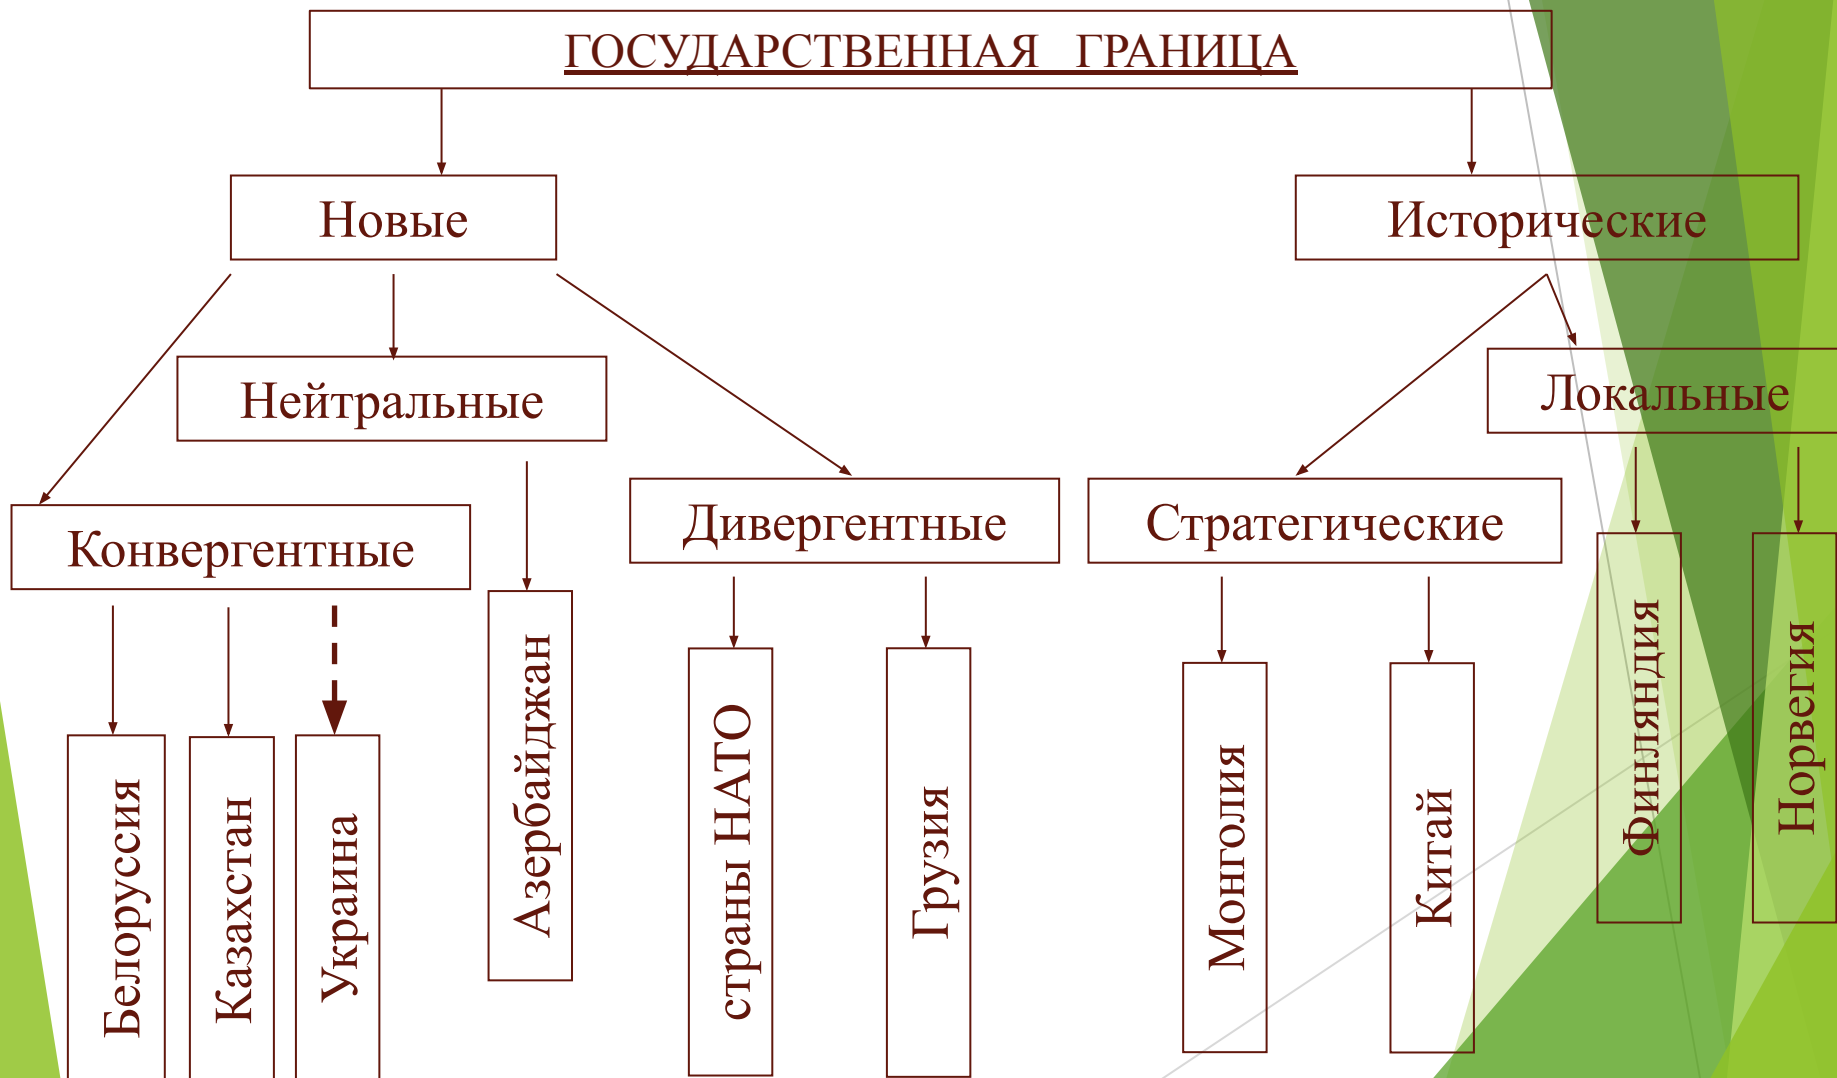 ГОСУДАРСТВЕННАЯ ГРАНИЦА
Новые
Исторические
Нейтральные
Локальные
Конвергентные
Дивергентные
Стратегические
Белоруссия
Казахстан
Украина
Азербайджан
страны НАТО
Грузия
Монголия
Китай
Финляндия
Норвегия